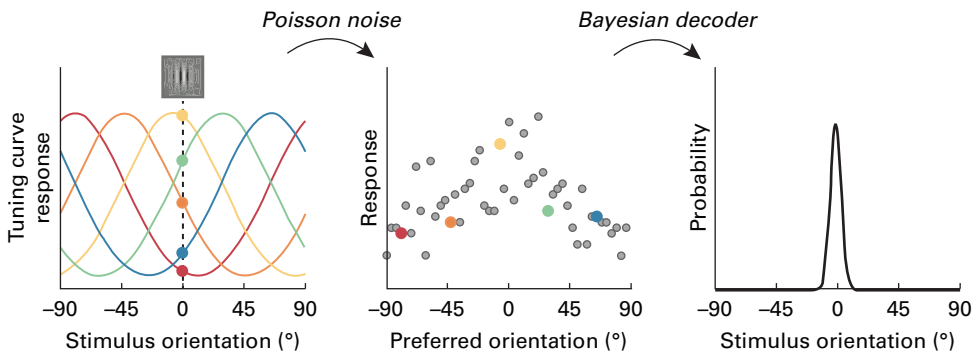 Poisson noise
Bayesian decoder
Tuning curve
response
–90
–45
0
45
90
Stimulus orientation (°)
Response
–90
–45
0
45
90
Preferred orientation (°)
Probability
–90
–45
0
45
90
Stimulus orientation (°)